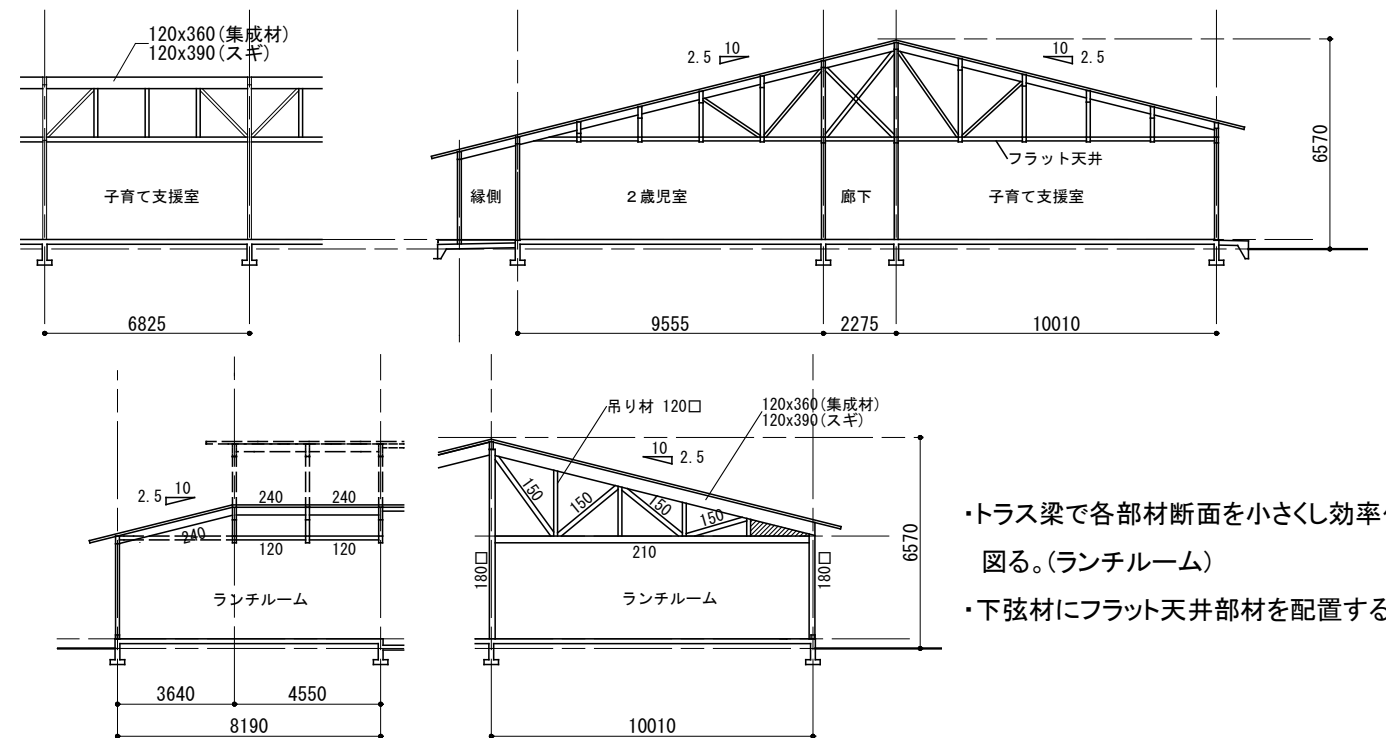 120x360(集成材)
120x390(スギ)
子育て支援室
6825
2.5 10
10 2.5
フラット天井
縁側
2歳児室
廊下
子育て支援室
6570
9555
2275
10010
2.5 10
240 240
240
120 120
ランチルーム
3640
4550
8190
吊り材 120□
120x360(集成材)
120x390(スギ)
10 2.5
150
150
150
150
210
180□
180□
ランチルーム
6570
10010
・トラス梁で各部材断面を小さくし効率
図る。(ランチルーム)
・下弦材にフラット天井部材を配置する